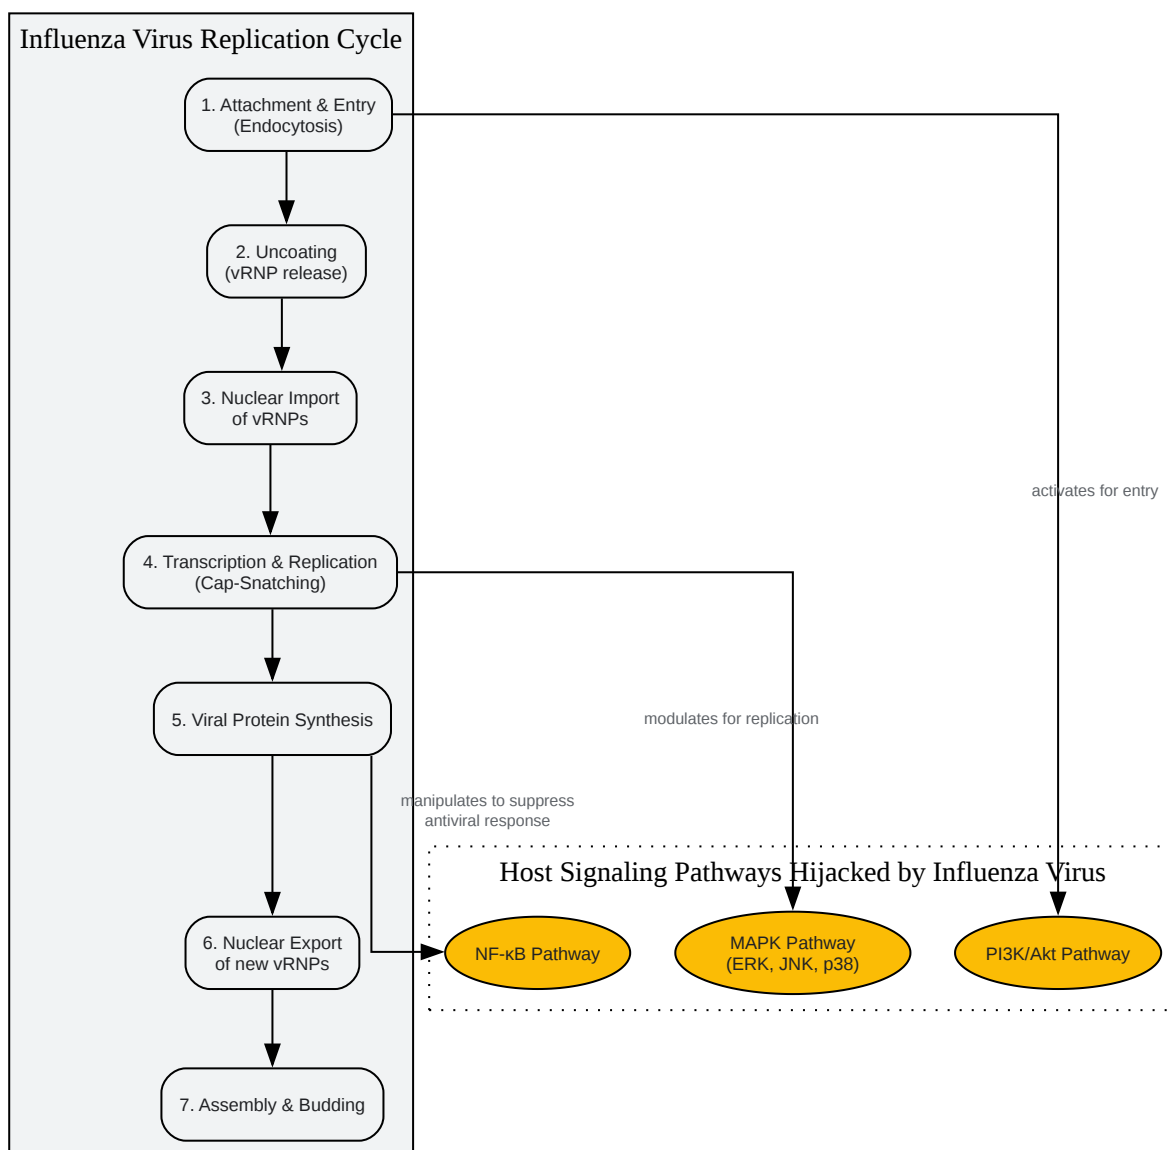 Influenza Virus Replication Cycle
1. Attachment & Entry
(Endocytosis)
2. Uncoating
(vRNP release)
3. Nuclear Import
of vRNPs
activates for entry
4. Transcription & Replication
(Cap-Snatching)
5. Viral Protein Synthesis
modulates for replication
manipulates to suppress
antiviral response
Host Signaling Pathways Hijacked by Influenza Virus
6. Nuclear Export
of new vRNPs
NF-κB Pathway
MAPK Pathway
(ERK, JNK, p38)
PI3K/Akt Pathway
7. Assembly & Budding